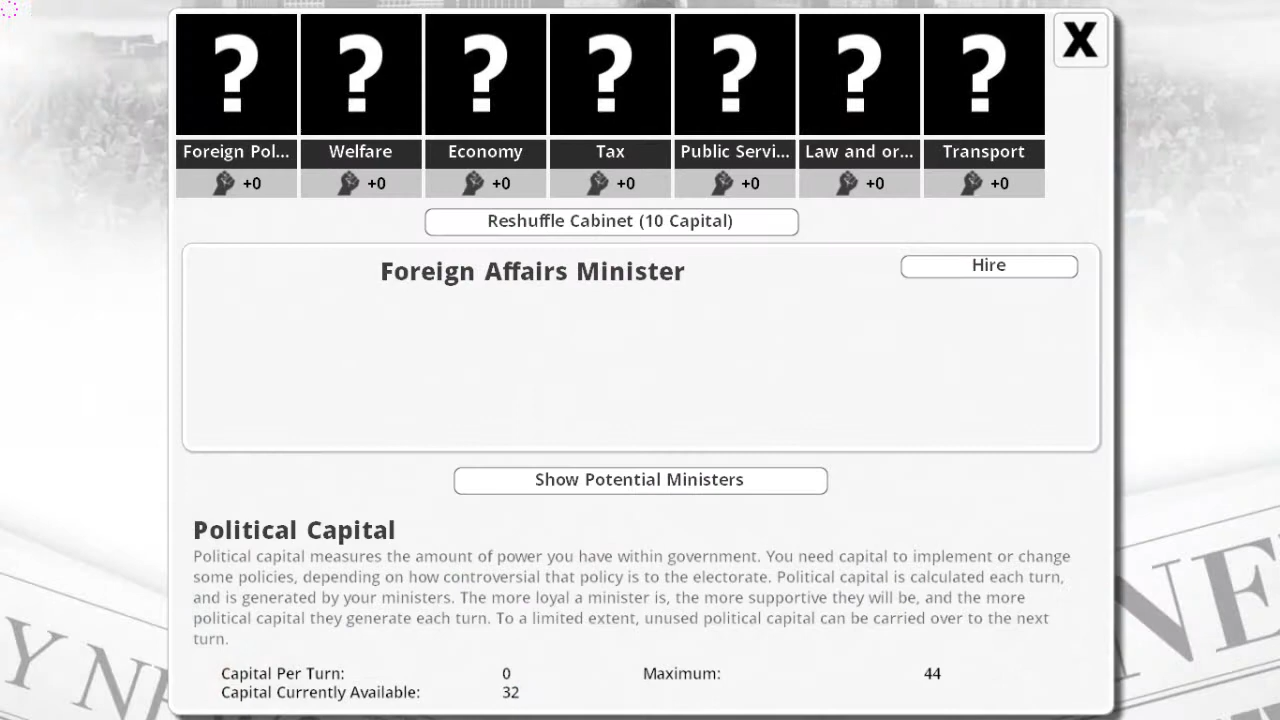 ? ? ? ? ? ? ? X
Foreign Pol... Welfare Economy Tax Public Servi... Law and or... Transport
+0 +0 +0 +0 +0 +0 +0
Reshuffle Cabinet (10 Capital)
Foreign Affairs Minister
Hire
Show Potential Ministers
Political Capital
Political capital measures the amount of power you have within government. You need capital to implement or change
some policies, depending on how controversial that policy is to the electorate. Political capital is calculated each turn,
and is generated by your ministers. The more loyal a minister is, the more supportive they will be, and the more
political capital they generate each turn. To a limited extent, unused political capital can be carried over to the next
turn.
Capital Per Turn: 0 Maximum: 44
Capital Currently Available: 32
Y NE
NE